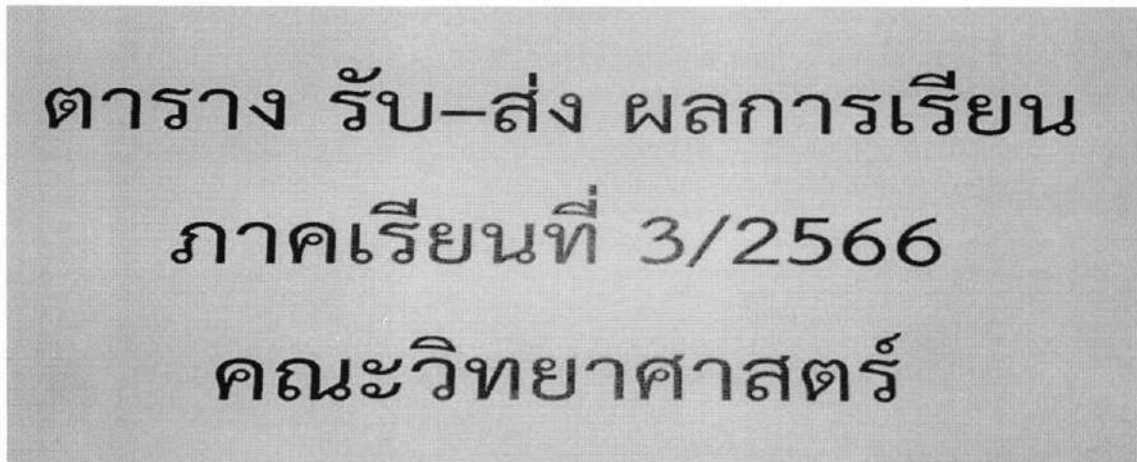 ตาราง รับ-ส่ง ผลการเรียน
ภาคเรียนที่ 3/2566
คณะวิทยาศาสตร์